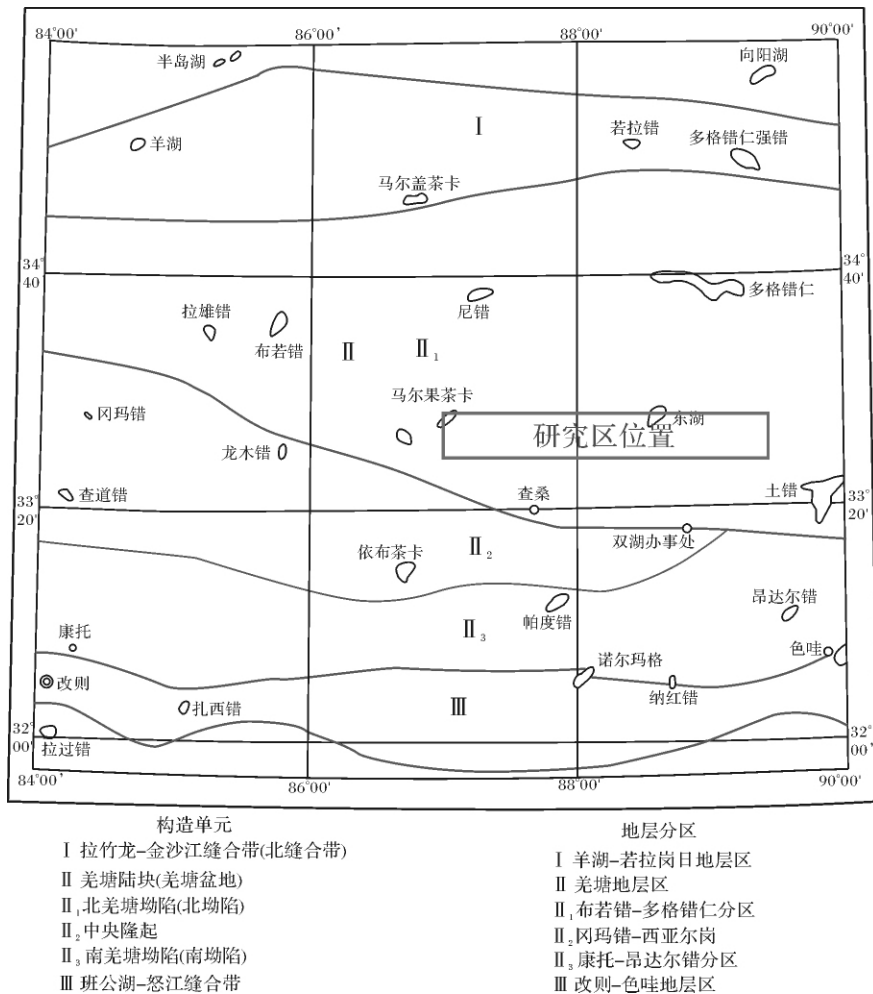 84°00'
86°00'
88°00'
90°00'
半岛湖
向阳湖
羊湖
Ⅰ
若拉错
多格错仁强错
马尔盖茶卡
34°
40'
34°
40'
多格错仁
拉雄错
布若错
尼错
Ⅱ
Ⅱ₁
马尔果茶卡
冈玛错
东湖
研究区位置
龙木错
查道错
查桑
土错
33°
20'
33°
20'
双湖办事处
依布茶卡
Ⅱ₂
昂达尔错
帕度错
康托
Ⅱ₃
色哇
诺尔玛格
改则
纳红错
扎西错
Ⅲ
32°
00'
32°
00'
拉过错
84°00'
86°00'
88°00'
90°00'
构造单元
Ⅰ 拉竹龙–金沙江缝合带(北缝合带)
Ⅱ 羌塘陆块(羌塘盆地)
Ⅱ₁北羌塘坳陷(北坳陷)
Ⅱ₂中央隆起
Ⅱ₃南羌塘坳陷(南坳陷)
Ⅲ 班公湖–怒江缝合带
地层分区
Ⅰ 羊湖–若拉岗日地层区
Ⅱ 羌塘地层区
Ⅱ₁布若错–多格错仁分区
Ⅱ₂冈玛错–西亚尔岗
Ⅱ₃康托–昂达尔错分区
Ⅲ 改则–色哇地层区